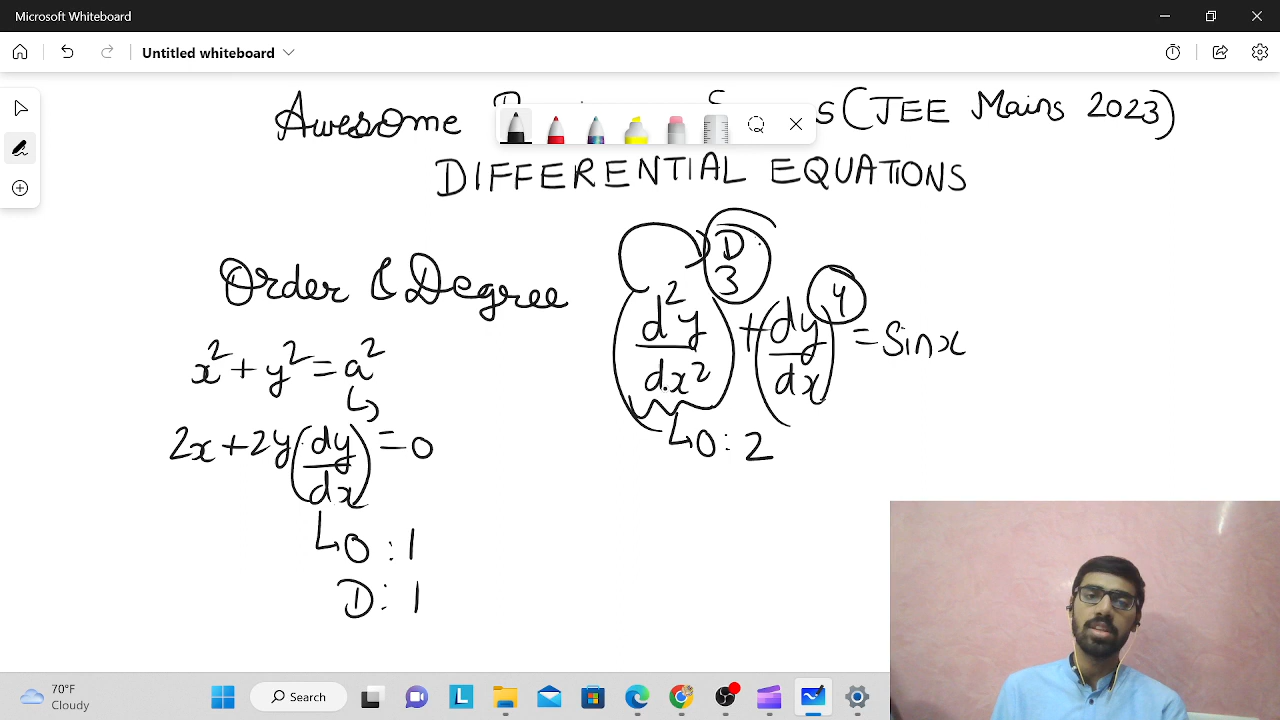 Microsoft Whiteboard
Untitled whiteboard
Awesome S (JEE Mains 2023)
DIFFERENTIAL EQUATIONS
Order & Degree
x² + y² = a²
2x + 2y (dy/dx) = 0
↳ O : 1
D : 1
D
(d²y/dx²)³ + (dy/dx)⁴ = Sinx
↳ O : 2
70°F
Cloudy
Search
L